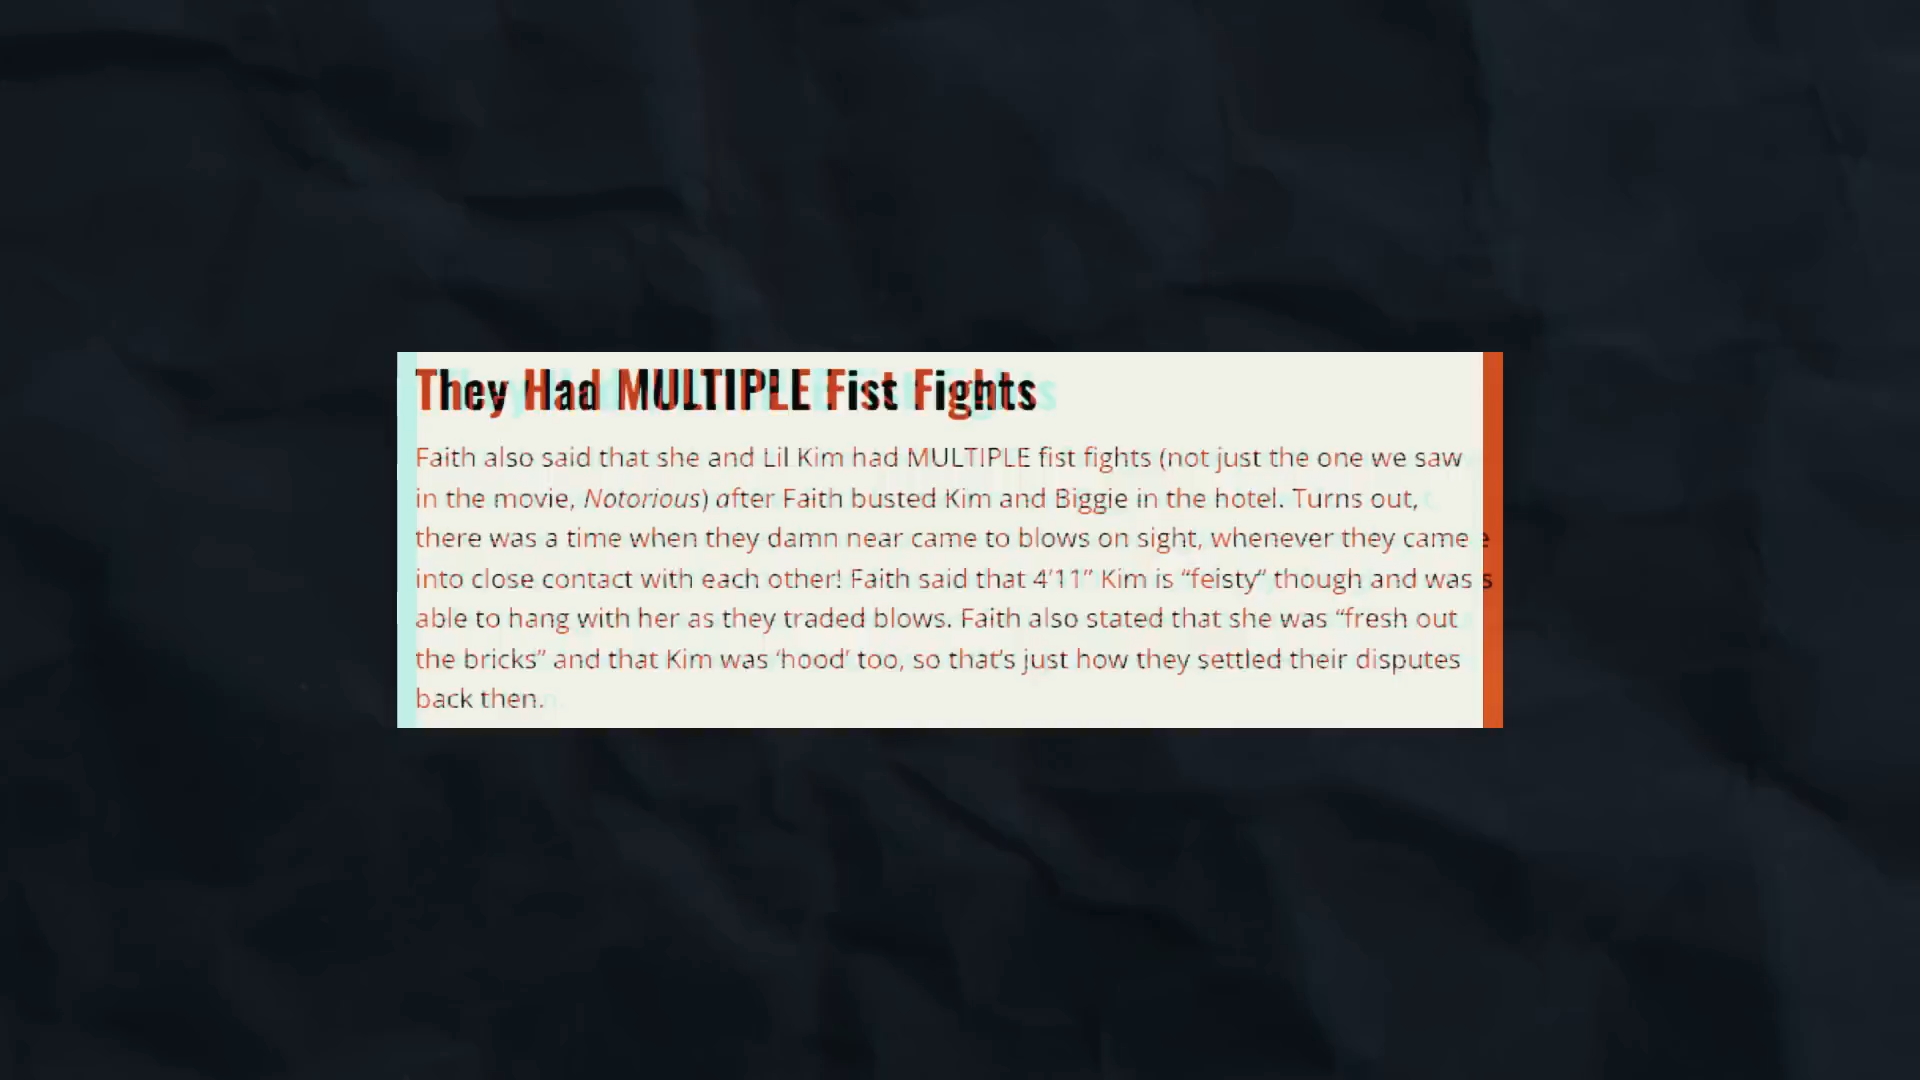 They Had MULTIPLE Fist Fights
Faith also said that she and Lil Kim had MULTIPLE fist fights (not just the one we saw
in the movie, Notorious) after Faith busted Kim and Biggie in the hotel. Turns out,
there was a time when they damn near came to blows on sight, whenever they came
into close contact with each other! Faith said that 4’11” Kim is “feisty” though and was
able to hang with her as they traded blows. Faith also stated that she was “fresh out
the bricks” and that Kim was ‘hood’ too, so that’s just how they settled their disputes
back then.